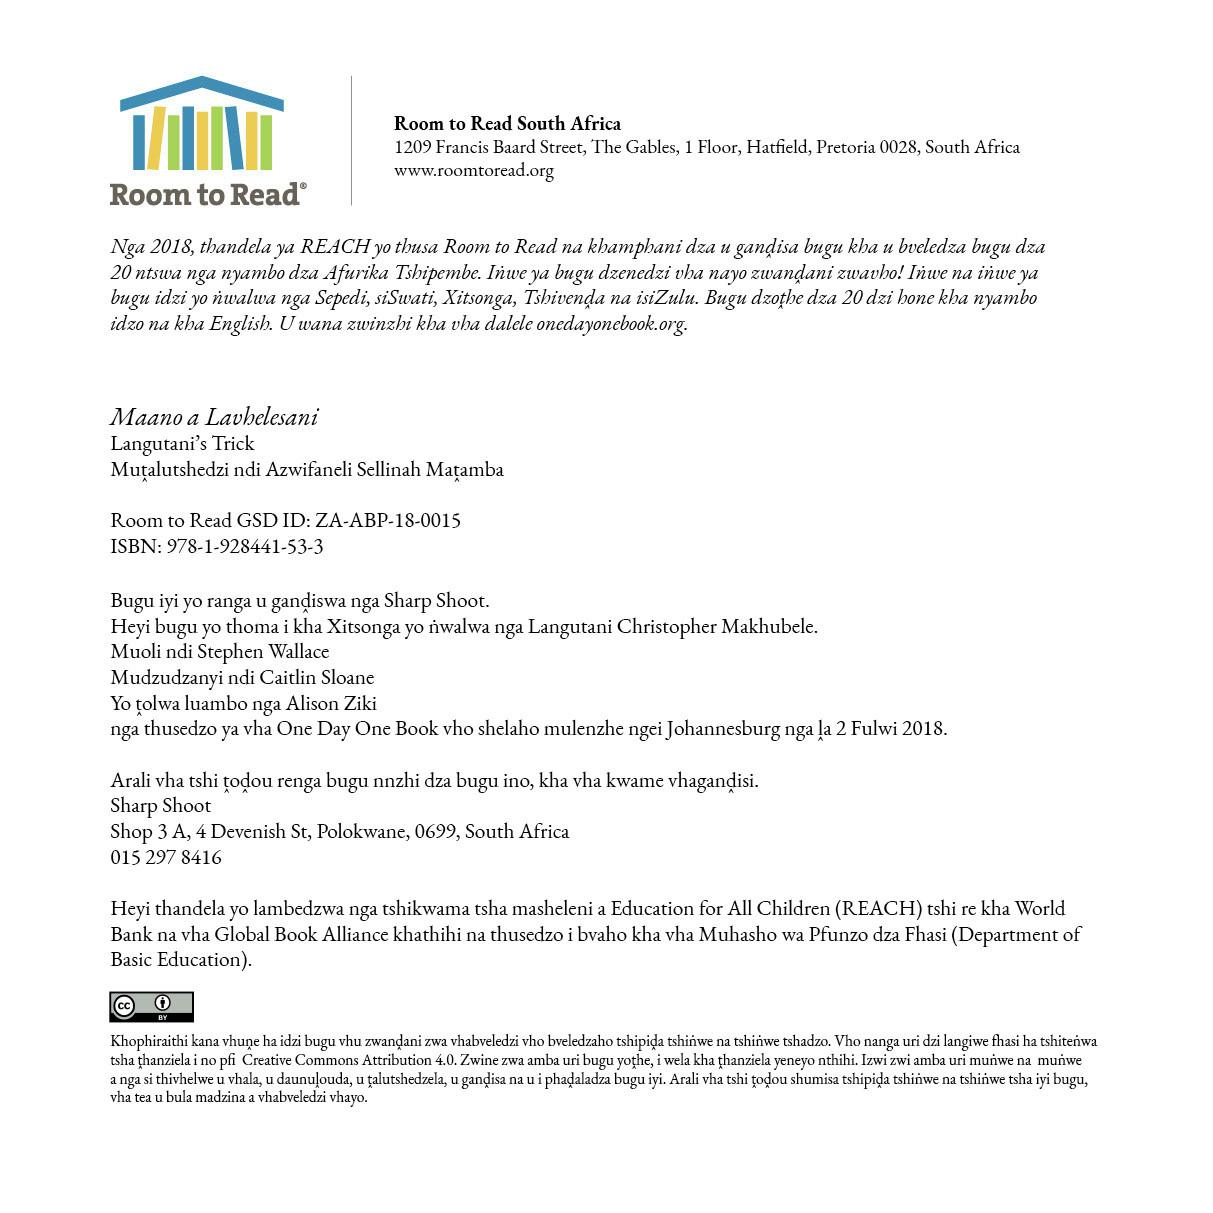 Room to Read®
Room to Read South Africa
1209 Francis Baard Street, The Gables, 1 Floor, Hatfield, Pretoria 0028, South Africa
www.roomtoread.org
Nga 2018, thandela ya REACH yo thusa Room to Read na khamphani dza u ganḓisa bugu kha u bveledza bugu dza
20 ntswa nga nyambo dza Afurika Tshipembe. Iṅwe ya bugu dzenedzi vha nayo zwanḓani zwavho! Iṅwe na iṅwe ya
bugu idzi yo ṅwalwa nga Sepedi, siSwati, Xitsonga, Tshivenḓa na isiZulu. Bugu dzoṱhe dza 20 dzi hone kha nyambo
idzo na kha English. U wana zwinzhi kha vha dalele onedayonebook.org.
Maano a Lavhelesani
Langutani’s Trick
Muṱalutshedzi ndi Azwifaneli Sellinah Maṱamba
Room to Read GSD ID: ZA-ABP-18-0015
ISBN: 978-1-928441-53-3
Bugu iyi yo ranga u ganḓiswa nga Sharp Shoot.
Heyi bugu yo thoma i kha Xitsonga yo ṅwalwa nga Langutani Christopher Makhubele.
Muoli ndi Stephen Wallace
Mudzudzanyi ndi Caitlin Sloane
Yo ṱolwa luambo nga Alison Ziki
nga thusedzo ya vha One Day One Book vho shelaho mulenzhe ngei Johannesburg nga ḽa 2 Fulwi 2018.
Arali vha tshi ṱoḓou renga bugu nnzhi dza bugu ino, kha vha kwame vhaganḓisi.
Sharp Shoot
Shop 3 A, 4 Devenish St, Polokwane, 0699, South Africa
015 297 8416
Heyi thandela yo lambedzwa nga tshikwama tsha masheleni a Education for All Children (REACH) tshi re kha World
Bank na vha Global Book Alliance khathihi na thusedzo i bvaho kha vha Muhasho wa Pfunzo dza Fhasi (Department of
Basic Education).
cc BY
Khophiraithi kana vhuṋe ha idzi bugu vhu zwanḓani zwa vhabveledzi vho bveledzaho tshipiḓa tshiṅwe na tshiṅwe tshadzo. Vho nanga uri dzi langiwe fhasi ha tshiteṅwa
tsha ṱhanziela i no pfi Creative Commons Attribution 4.0. Zwine zwa amba uri bugu yoṱhe, i wela kha ṱhanziela yeneyo nthihi. Izwi zwi amba uri muṅwe na muṅwe
a nga si thivhelwe u vhala, u daunuḽouda, u ṱalutshedzela, u ganḓisa na u i phaḓaladza bugu iyi. Arali vha tshi ṱoḓou shumisa tshipiḓa tshiṅwe na tshiṅwe tsha iyi bugu,
vha tea u bula madzina a vhabveledzi vhayo.